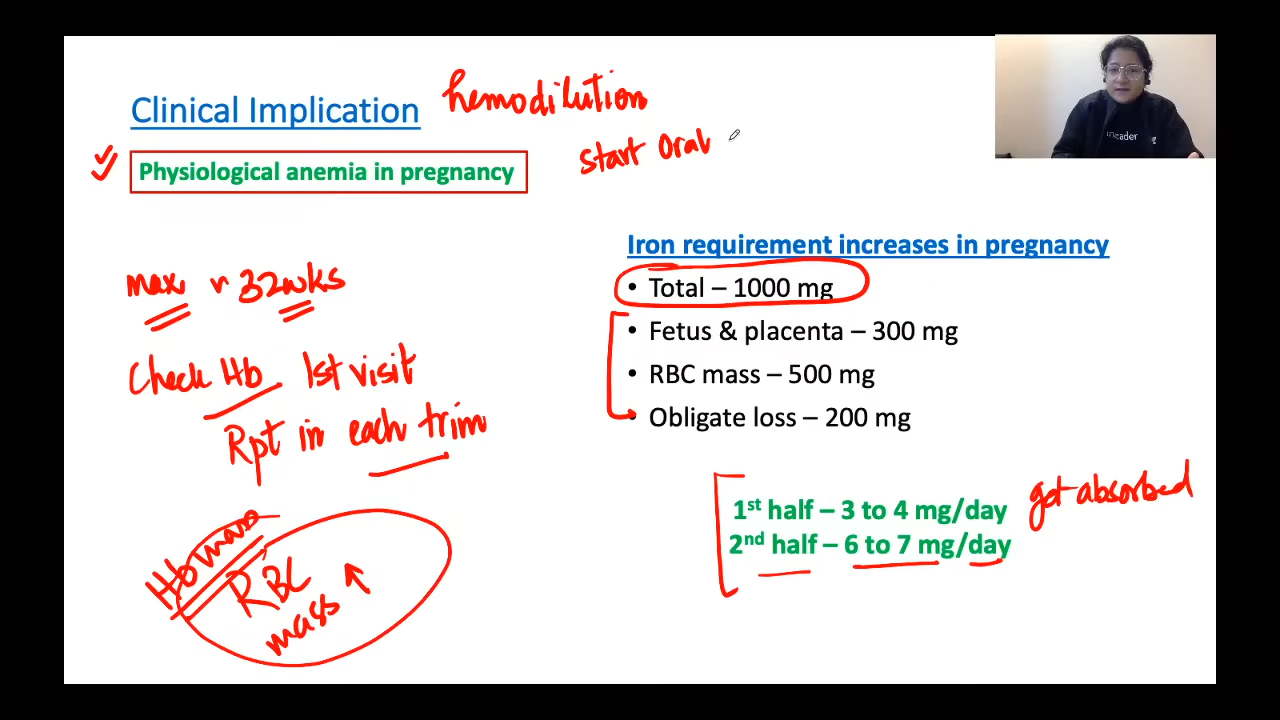 Clinical Implication
hemodilution
start oral
Physiological anemia in pregnancy
Iron requirement increases in pregnancy
• Total – 1000 mg
• Fetus & placenta – 300 mg
• RBC mass – 500 mg
• Obligate loss – 200 mg
max ~ 32wks
Check Hb 1st visit
Rpt in each trim
1st half – 3 to 4 mg/day
2nd half – 6 to 7 mg/day
get absorbed
Hb mass
RBC
mass ↑